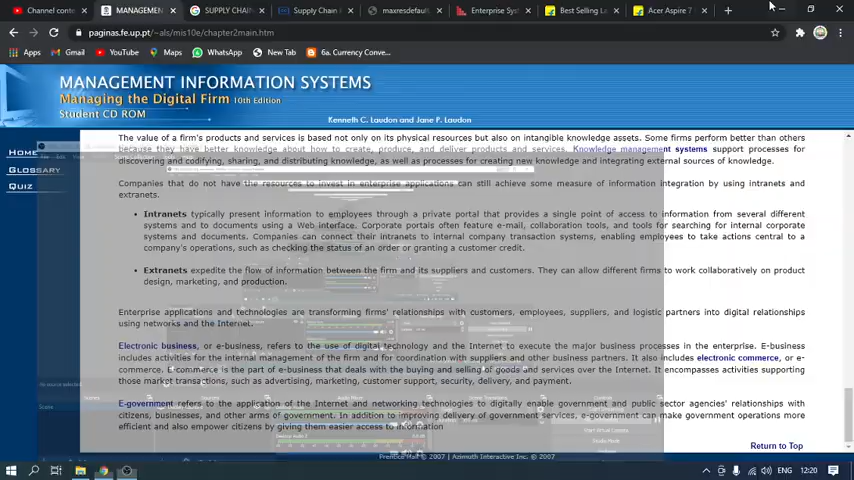 Channel cont
MANAGEMEN
SUPPLY CHAIN
Supply Chain
maxresdefaul
Enterprise Sys
Best Selling La
Acer Aspire 7
paginas.fe.up.pt/~als/mis10e/chapter2main.htm
Apps
Gmail
YouTube
Maps
WhatsApp
New Tab
6a. Currency Conve...
MANAGEMENT INFORMATION SYSTEMS
Managing the Digital Firm 10th Edition
Student CD ROM
Kenneth C. Laudon and Jane P. Laudon
HOME
GLOSSARY
QUIZ
The value of a firm's products and services is based not only on its physical resources but also on intangible knowledge assets. Some firms perform better than others
because they have better knowledge about how to create, produce, and deliver products and services. Knowledge management systems support processes for
discovering and codifying, sharing, and distributing knowledge, as well as processes for creating new knowledge and integrating external sources of knowledge.
Companies that do not have the resources to invest in enterprise applications can still achieve some measure of information integration by using intranets and
extranets.
• Intranets typically present information to employees through a private portal that provides a single point of access to information from several different
systems and to documents using a Web interface. Corporate portals often feature e-mail, collaboration tools, and tools for searching for internal corporate
systems and documents. Companies can connect their intranets to internal company transaction systems, enabling employees to take actions central to a
company's operations, such as checking the status of an order or granting a customer credit.
• Extranets expedite the flow of information between the firm and its suppliers and customers. They can allow different firms to work collaboratively on product
design, marketing, and production.
Enterprise applications and technologies are transforming firms' relationships with customers, employees, suppliers, and logistic partners into digital relationships
using networks and the Internet.
Electronic business, or e-business, refers to the use of digital technology and the Internet to execute the major business processes in the enterprise. E-business
includes activities for the internal management of the firm and for coordination with suppliers and other business partners. It also includes electronic commerce, or e-
commerce. E-commerce is the part of e-business that deals with the buying and selling of goods and services over the Internet. It encompasses activities supporting
those market transactions, such as advertising, marketing, customer support, security, delivery, and payment.
E-government refers to the application of the Internet and networking technologies to digitally enable government and public sector agencies' relationships with
citizens, businesses, and other arms of government. In addition to improving delivery of government services, e-government can make government operations more
efficient and also empower citizens by giving them easier access to information
Return to Top
Prentice Hall © 2007 | Azimuth Interactive Inc. © 2007
ENG
12:20